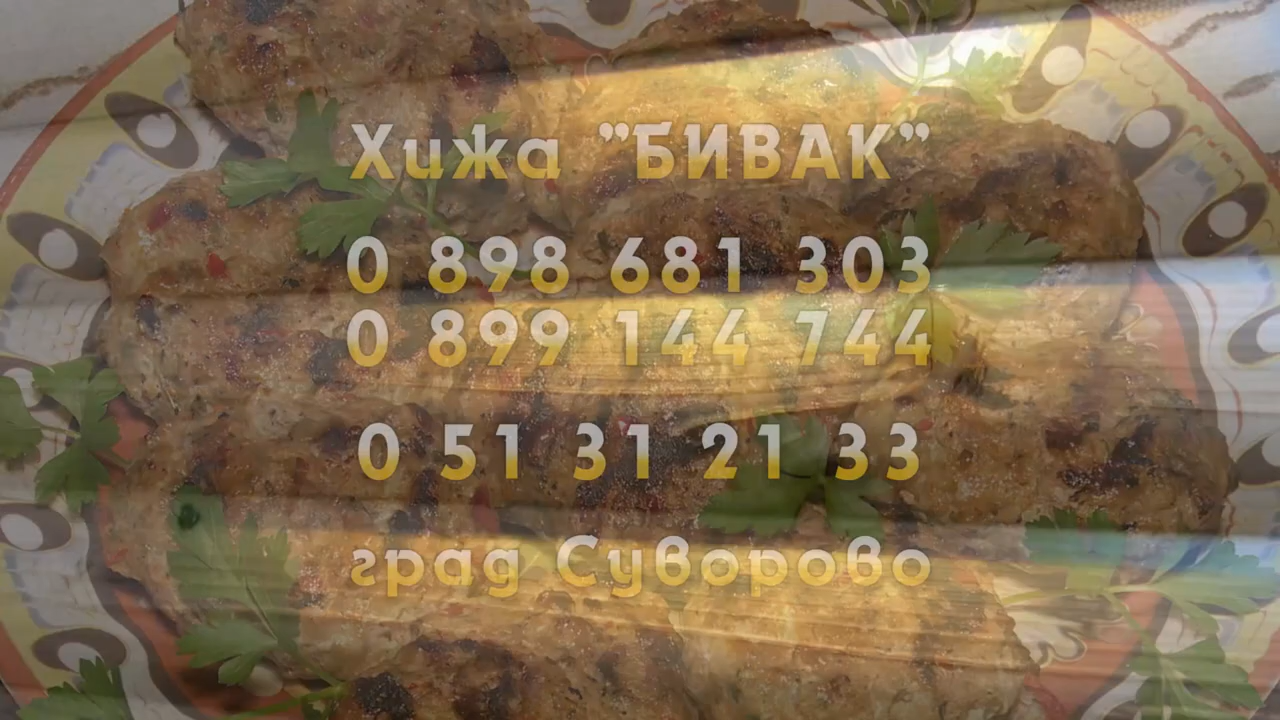 Хижа "БИВАК"
0 898 681 303
0 899 144 744
0 51 31 21 33
град Суворово